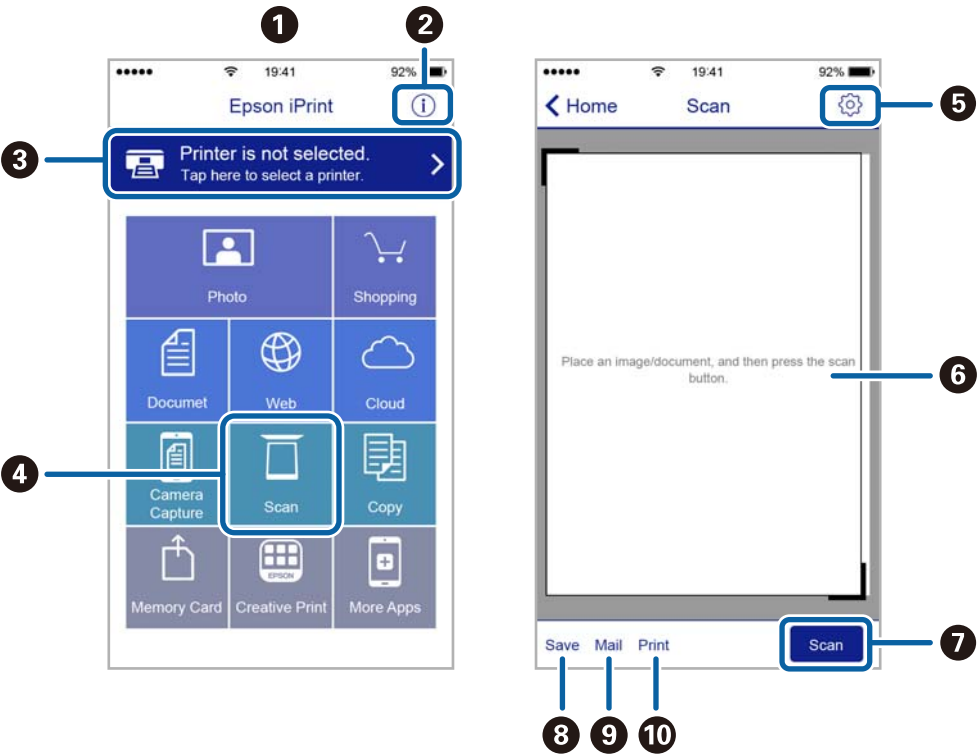 1
2
19:41
92%
Epson iPrint
3
Printer is not selected.
Tap here to select a printer.
Photo
Shopping
Documet
Web
Cloud
4
Camera
Capture
Scan
Copy
EPSON
Memory Card
Creative Print
More Apps
19:41
92%
Home
Scan
5
Place an image/document, and then press the scan
button.
6
Save
Mail
Print
Scan
7
8
9
10